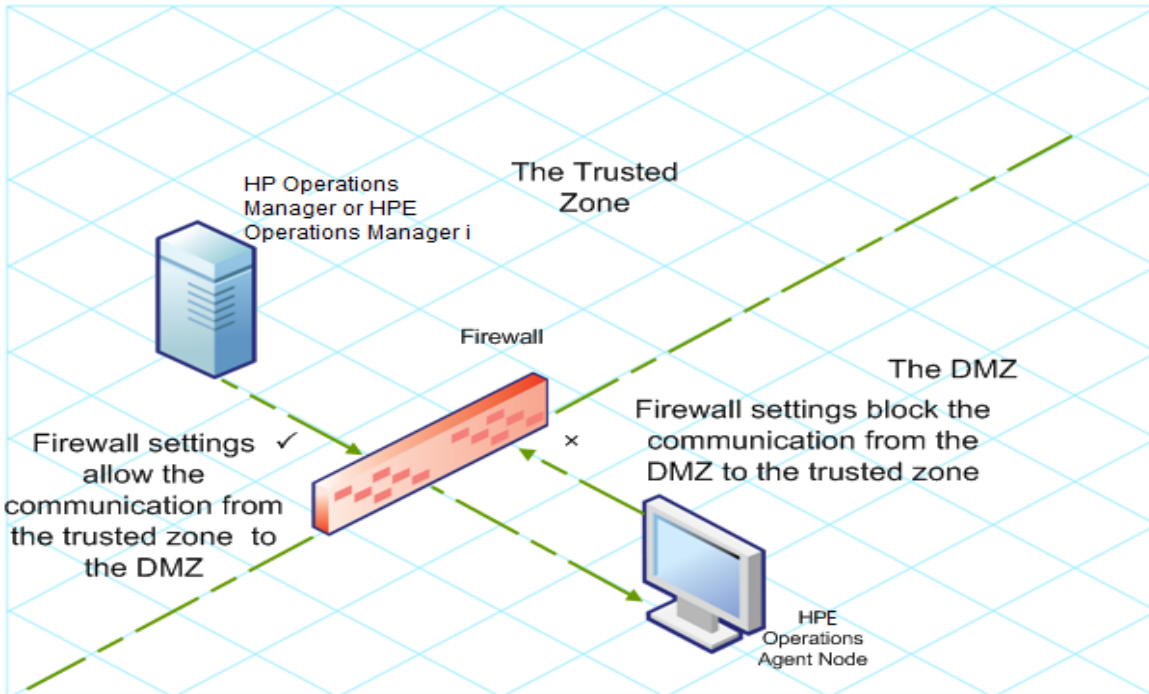 The Trusted
Zone
HP Operations
Manager or HPE
Operations Manager i
Firewall
The DMZ
Firewall settings block the
communication from the
DMZ to the trusted zone
×
Firewall settings ✓
allow the
communication from
the trusted zone to
the DMZ
HPE
Operations
Agent Node